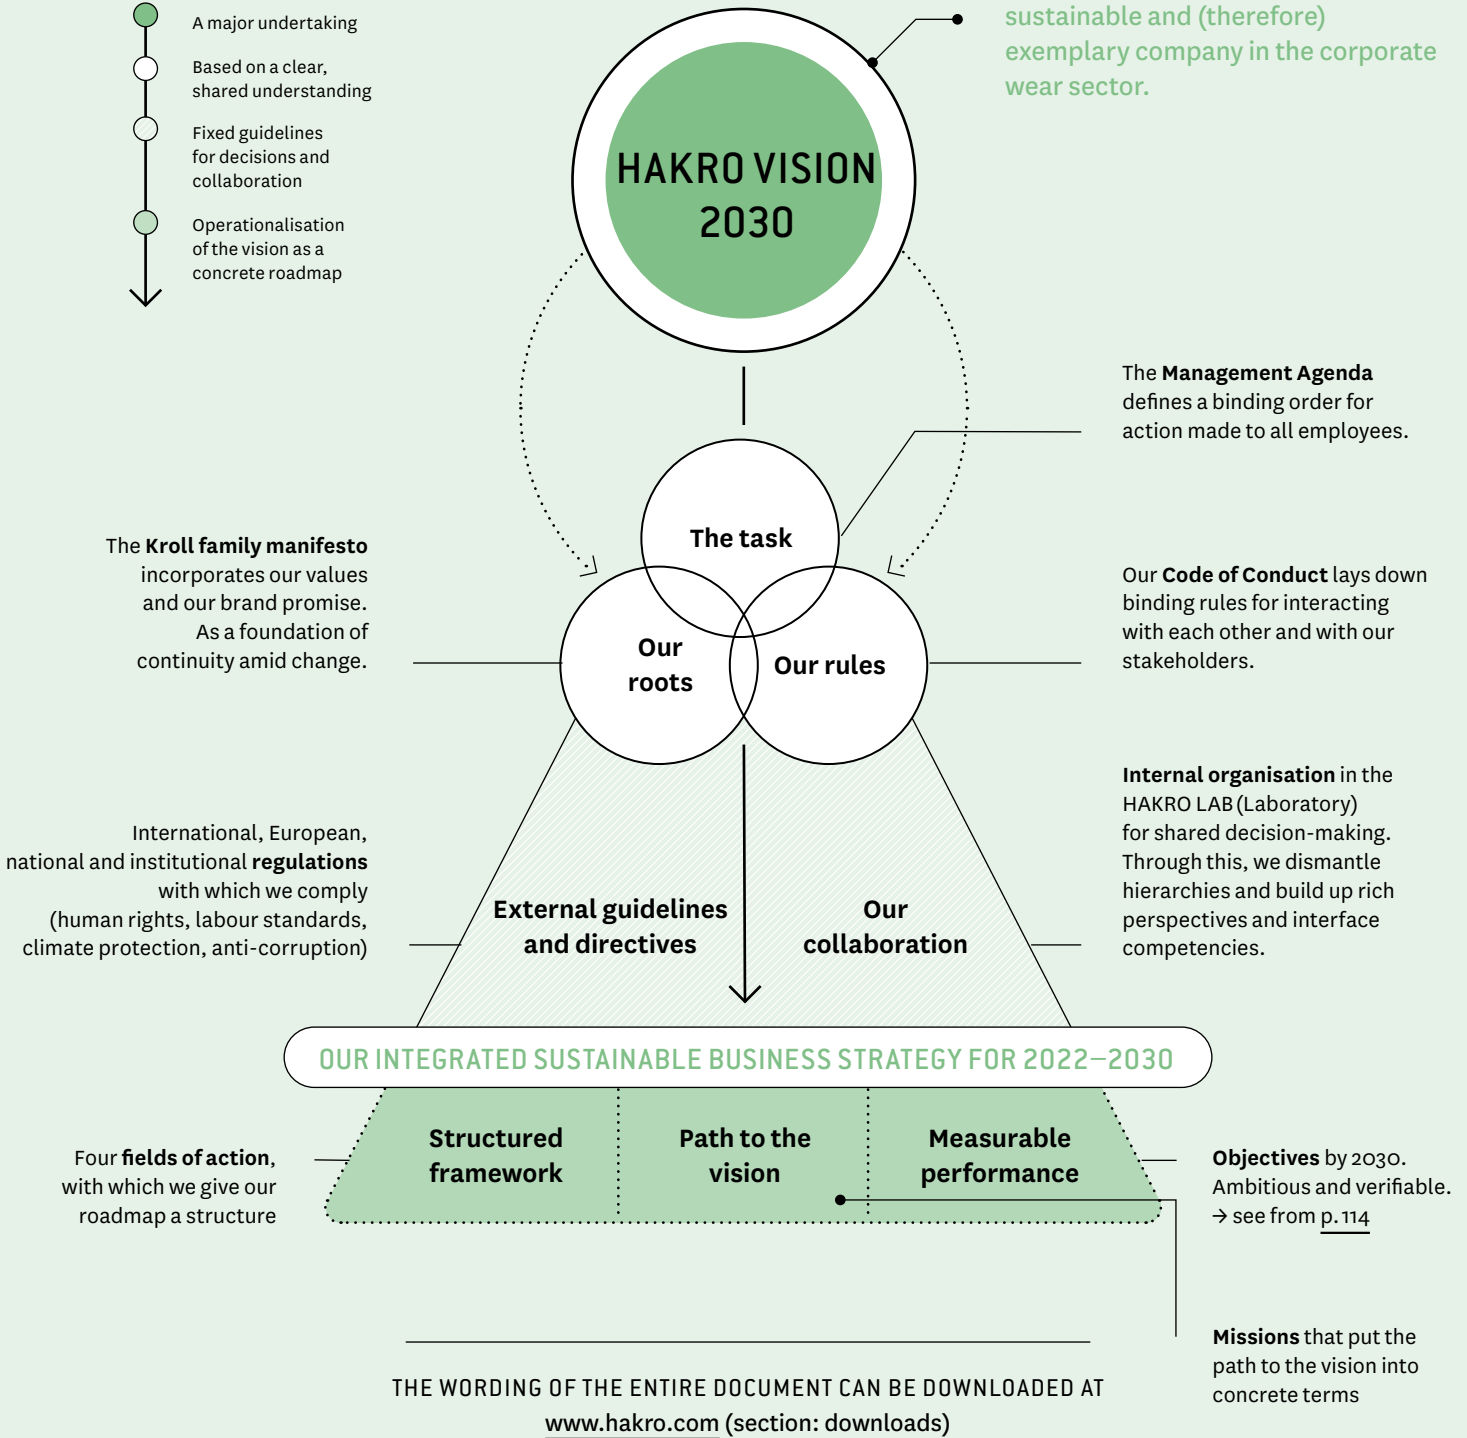 A major undertaking
Based on a clear,
shared understanding
Fixed guidelines
for decisions and
collaboration
Operationalisation
of the vision as a
concrete roadmap
sustainable and (therefore)
exemplary company in the corporate
wear sector.
HAKRO VISION
2030
The Management Agenda
defines a binding order for
action made to all employees.
The task
The Kroll family manifesto
incorporates our values
and our brand promise.
As a foundation of
continuity amid change.
Our
roots
Our rules
Our Code of Conduct lays down
binding rules for interacting
with each other and with our
stakeholders.
International, European,
national and institutional regulations
with which we comply
(human rights, labour standards,
climate protection, anti-corruption)
External guidelines
and directives
Our
collaboration
Internal organisation in the
HAKRO LAB (Laboratory)
for shared decision-making.
Through this, we dismantle
hierarchies and build up rich
perspectives and interface
competencies.
OUR INTEGRATED SUSTAINABLE BUSINESS STRATEGY FOR 2022–2030
Four fields of action,
with which we give our
roadmap a structure
Structured
framework
Path to the
vision
Measurable
performance
Objectives by 2030.
Ambitious and verifiable.
→ see from p. 114
Missions that put the
path to the vision into
concrete terms
THE WORDING OF THE ENTIRE DOCUMENT CAN BE DOWNLOADED AT
www.hakro.com (section: downloads)